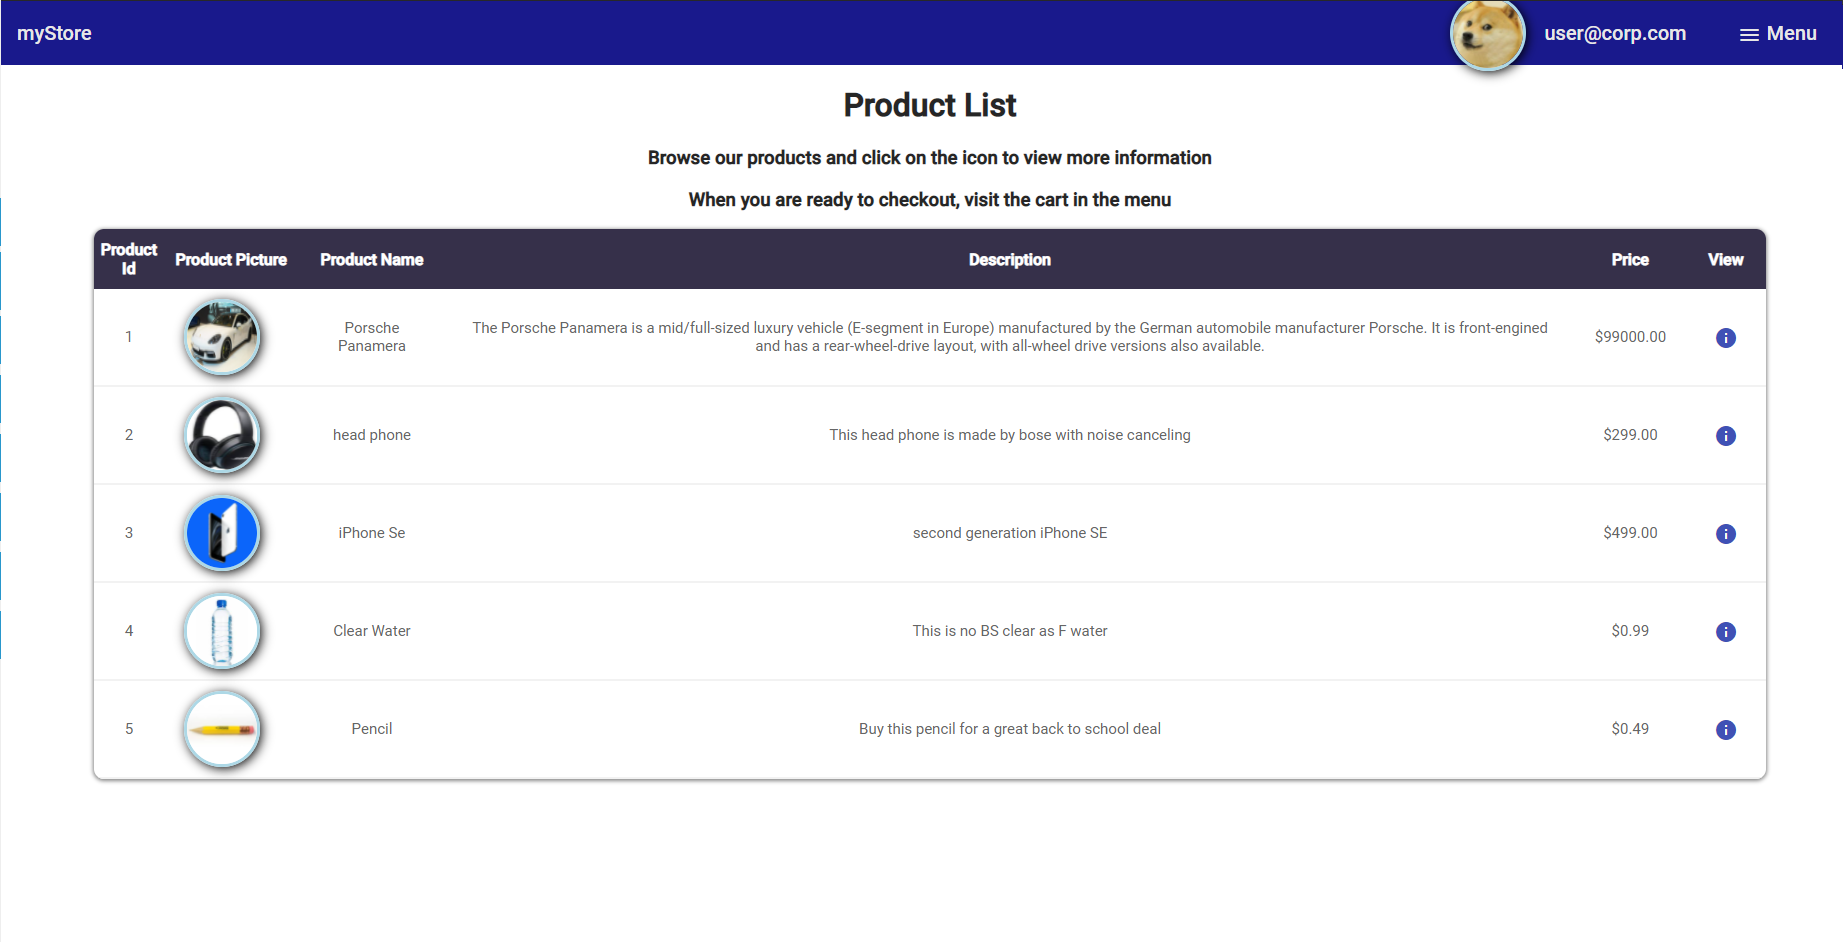 myStore
user@corp.com
Menu
Product List
Browse our products and click on the icon to view more information
When you are ready to checkout, visit the cart in the menu
Product
Id
Product Picture
Product Name
Description
Price
View
1
Porsche
Panamera
The Porsche Panamera is a mid/full-sized luxury vehicle (E-segment in Europe) manufactured by the German automobile manufacturer Porsche. It is front-engined
and has a rear-wheel-drive layout, with all-wheel drive versions also available.
$99000.00
2
head phone
This head phone is made by bose with noise canceling
$299.00
3
iPhone Se
second generation iPhone SE
$499.00
4
Clear Water
This is no BS clear as F water
$0.99
5
Pencil
Buy this pencil for a great back to school deal
$0.49